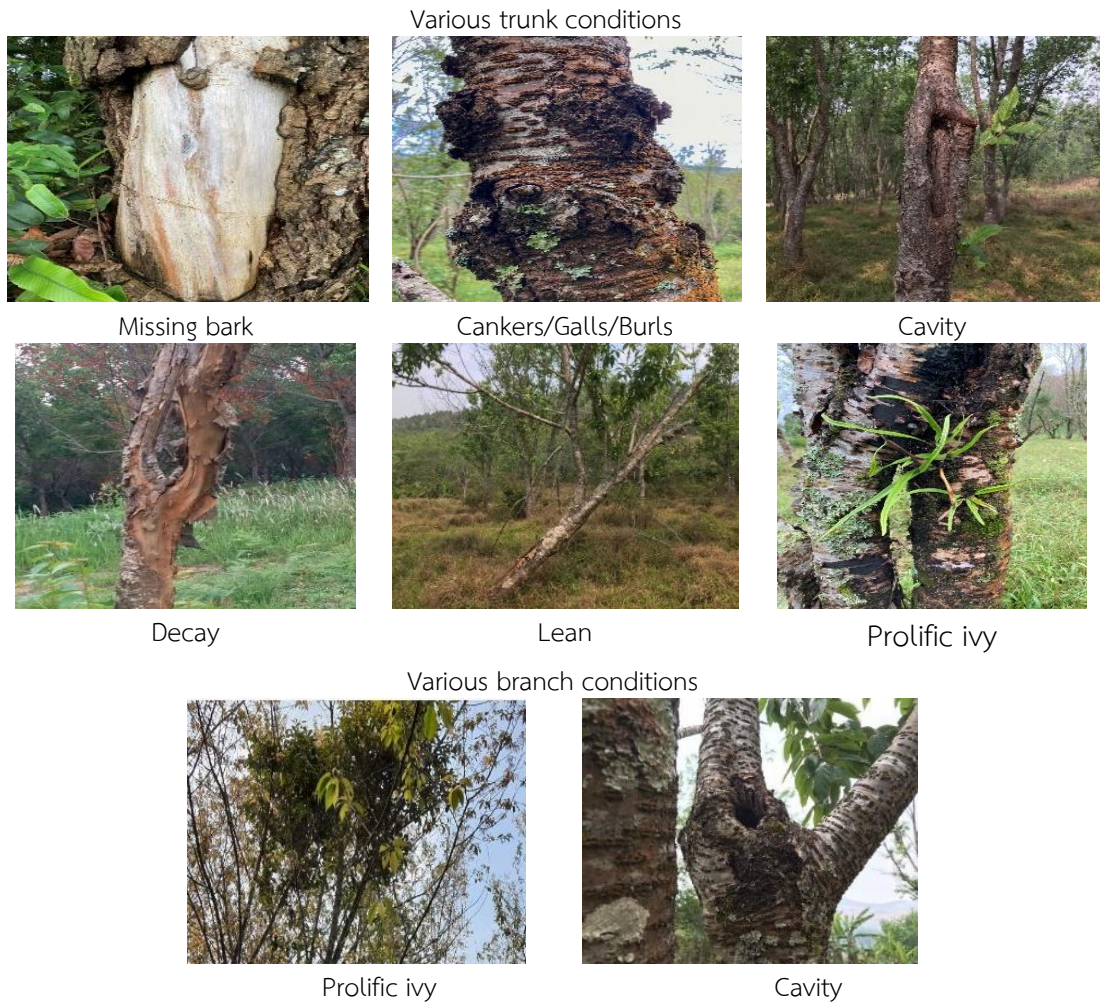 Various trunk conditions
Missing bark
Cankers/Galls/Burls
Cavity
Decay
Lean
Prolific ivy
Various branch conditions
Prolific ivy
Cavity